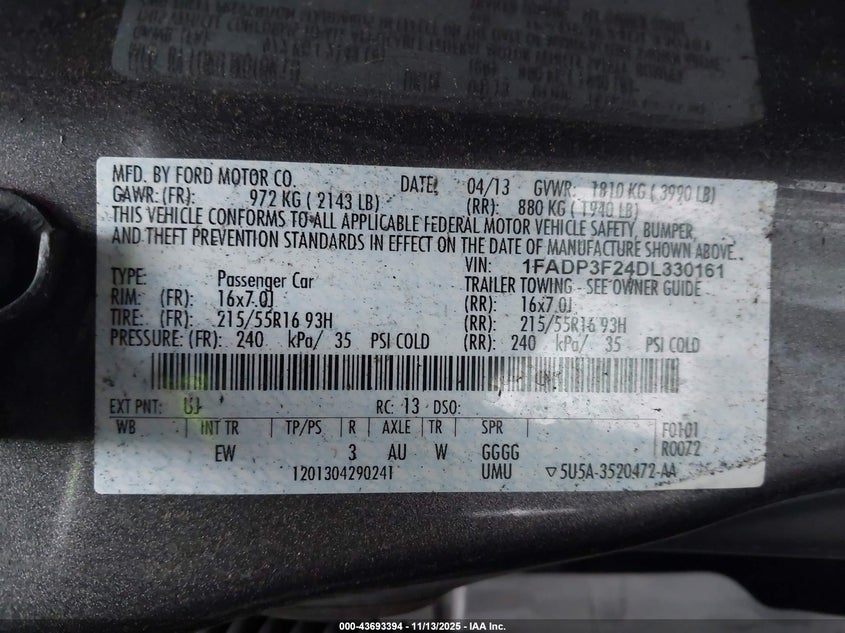 MFD. BY FORD MOTOR CO. DATE: 04/13 GVWR: 1810 KG ( 3990 LB)
GAWR: (FR): 972 KG ( 2143 LB) (RR): 880 KG ( 1940 LB)
THIS VEHICLE CONFORMS TO ALL APPLICABLE FEDERAL MOTOR VEHICLE SAFETY, BUMPER,
AND THEFT PREVENTION STANDARDS IN EFFECT ON THE DATE OF MANUFACTURE SHOWN ABOVE.
VIN: 1FADP3F24DL330161
TYPE: Passenger Car TRAILER TOWING - SEE OWNER GUIDE
RIM: (FR): 16x7.0J (RR): 16x7.0J
TIRE: (FR): 215/55R16 93H (RR): 215/55R16 93H
PRESSURE: (FR): 240 kPa/ 35 PSI COLD (RR): 240 kPa/ 35 PSI COLD
EXT PNT: UJ RC: 13 DSO:
WB INT TR TP/PS R AXLE TR SPR F0101
EW 3 AU W GGGG R0072
1201304290241 UMU ▽5U5A-3520472-AA
000-43693394 - 11/13/2025 - IAA Inc.